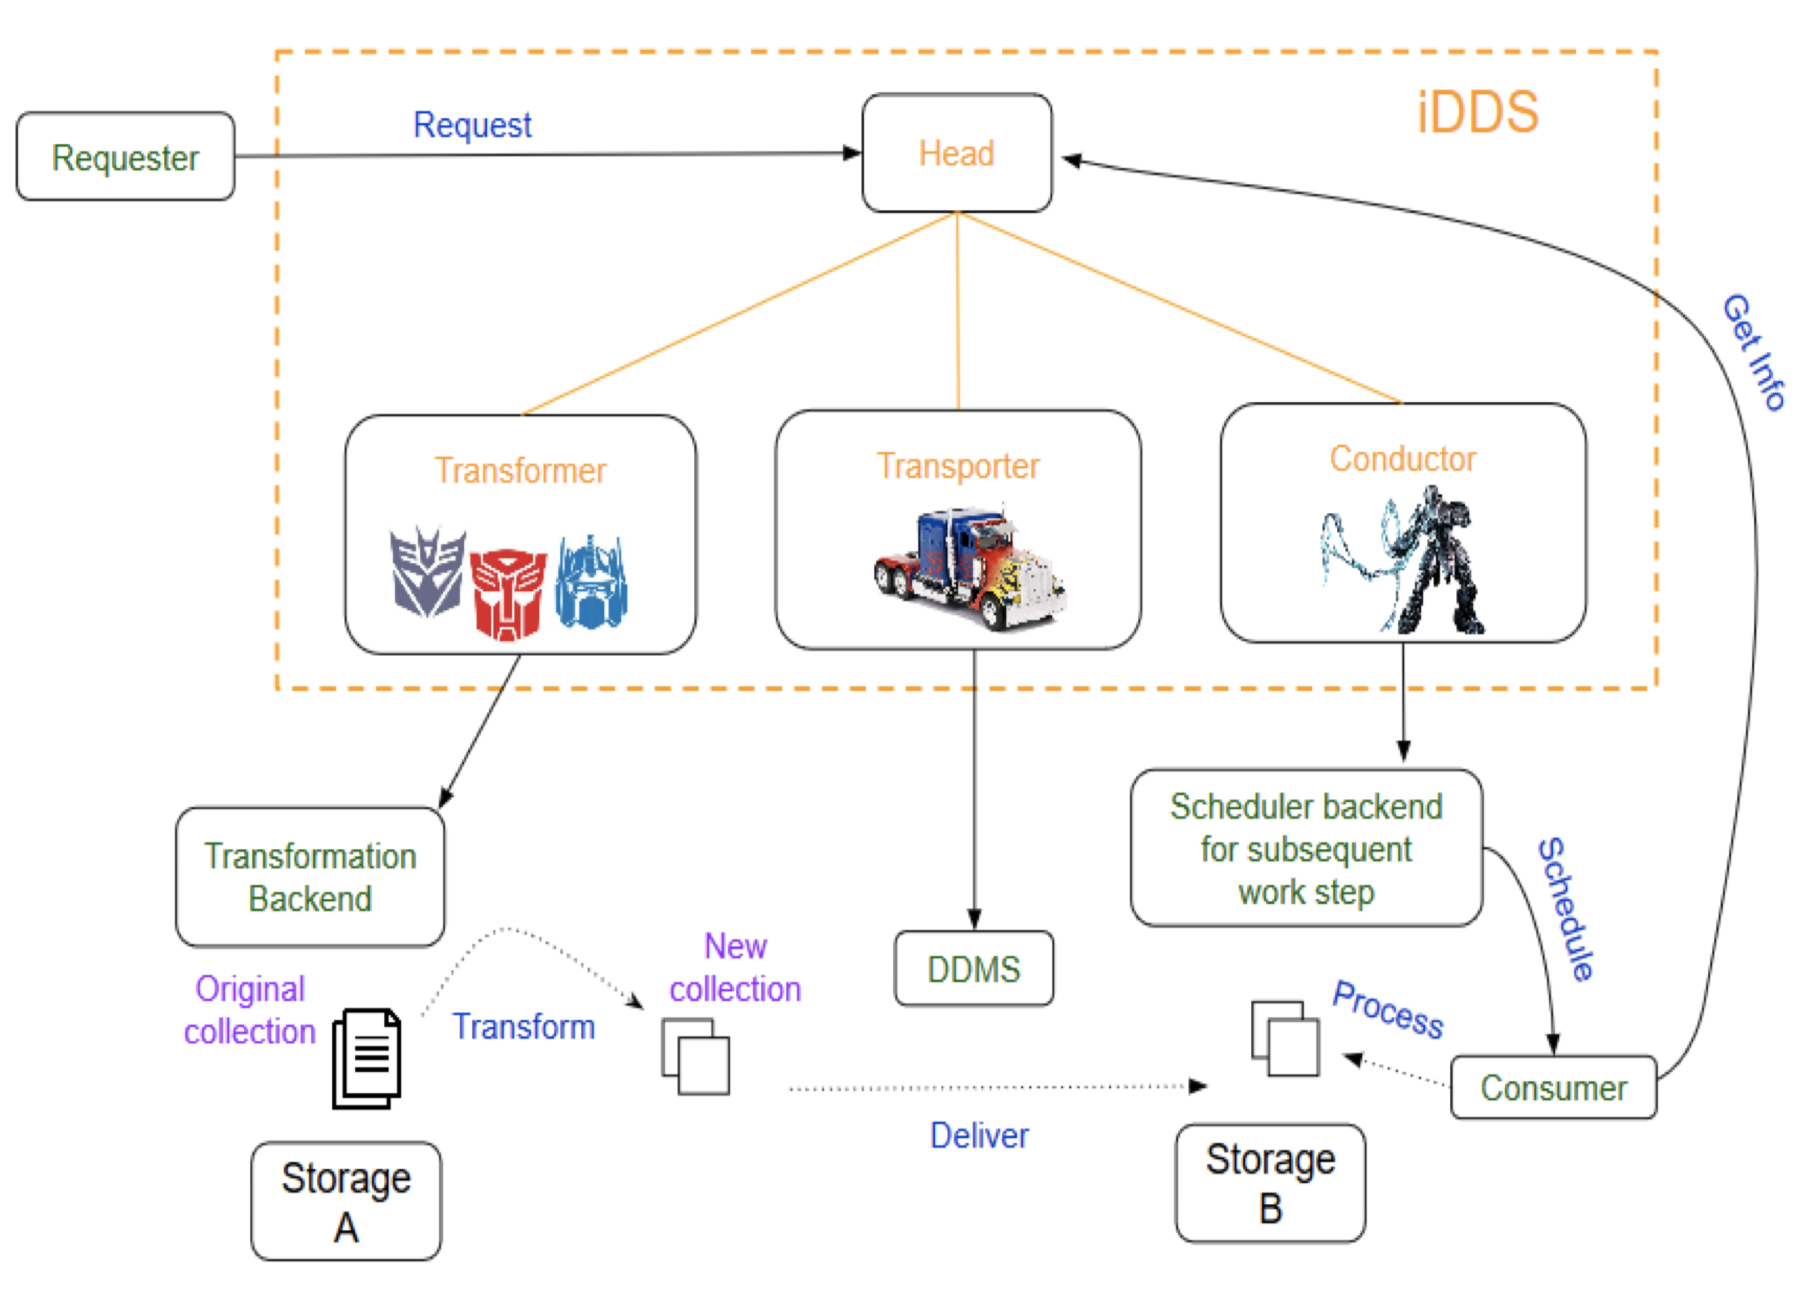 iDDS
Requester
Request
Head
Get Info
Transformer
Transporter
Conductor
Transformation
Backend
Scheduler backend
for subsequent
work step
Schedule
Original
collection
Transform
New
collection
DDMS
Process
Consumer
Deliver
Storage
A
Storage
B